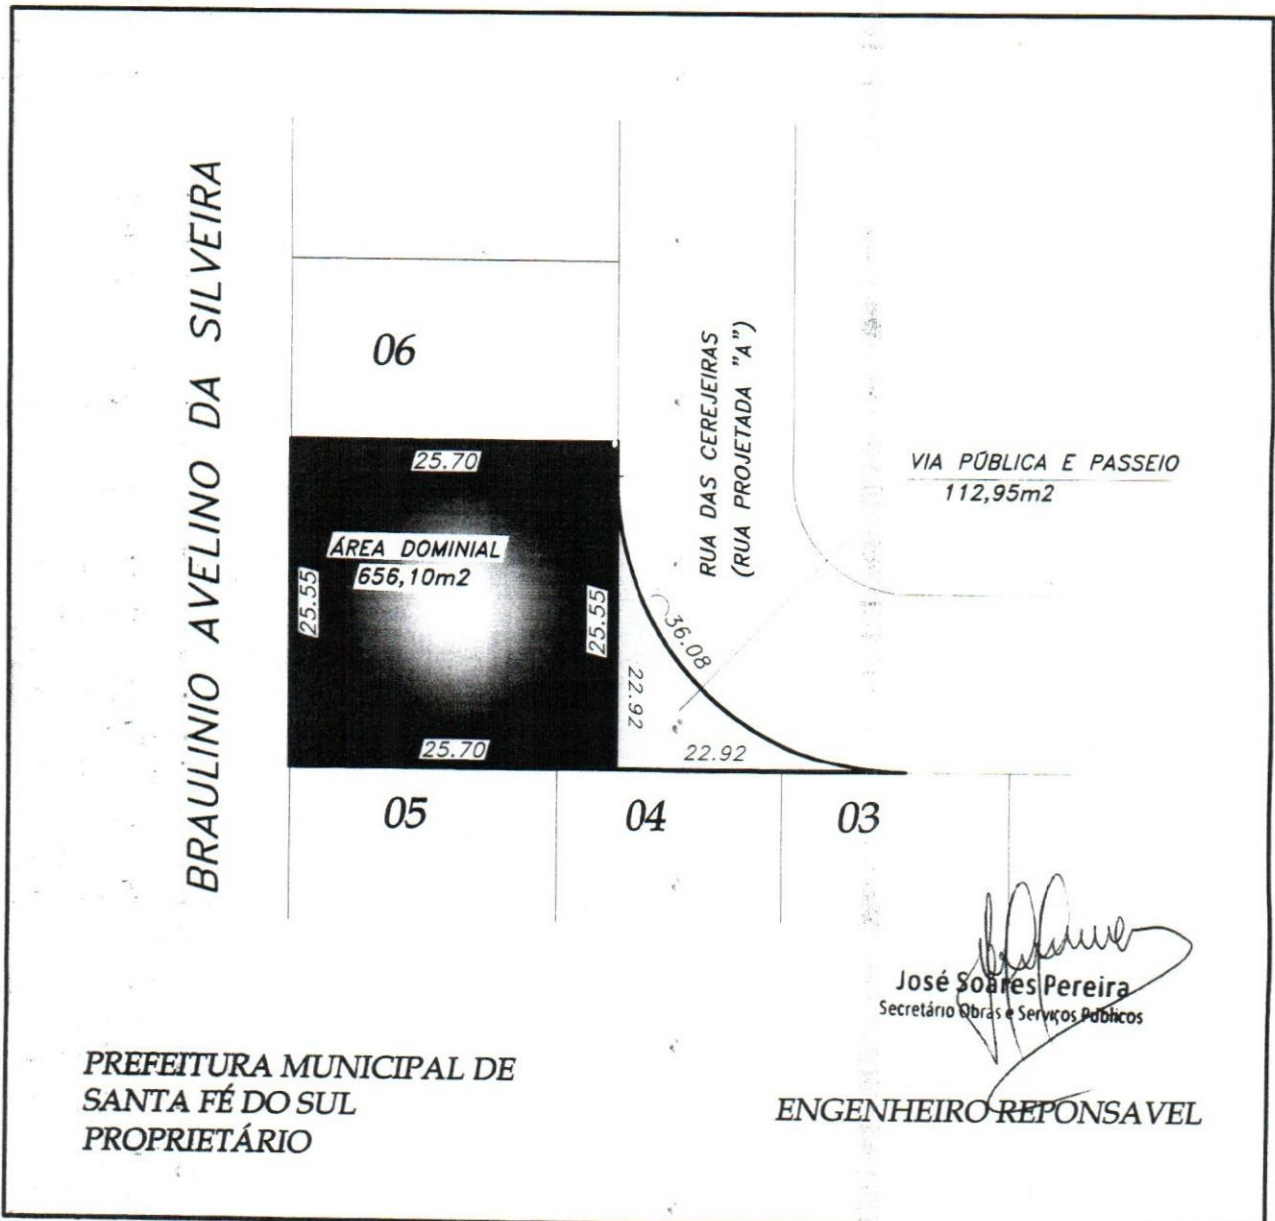 BRAULINIO AVELINO DA SILVEIRA
06
RUA DAS CEREJEIRAS
(RUA PROJETADA "A")
VIA PÚBLICA E PASSEIO
112,95m2
25.70
ÁREA DOMINIAL
656,10m2
25.55
25.55
36.08
22.92
25.70
22.92
05
04
03
José Soares Pereira
Secretário Obras e Serviços Públicos
PREFEITURA MUNICIPAL DE
SANTA FÉ DO SUL
PROPRIETÁRIO
ENGENHEIRO REPONSAVEL